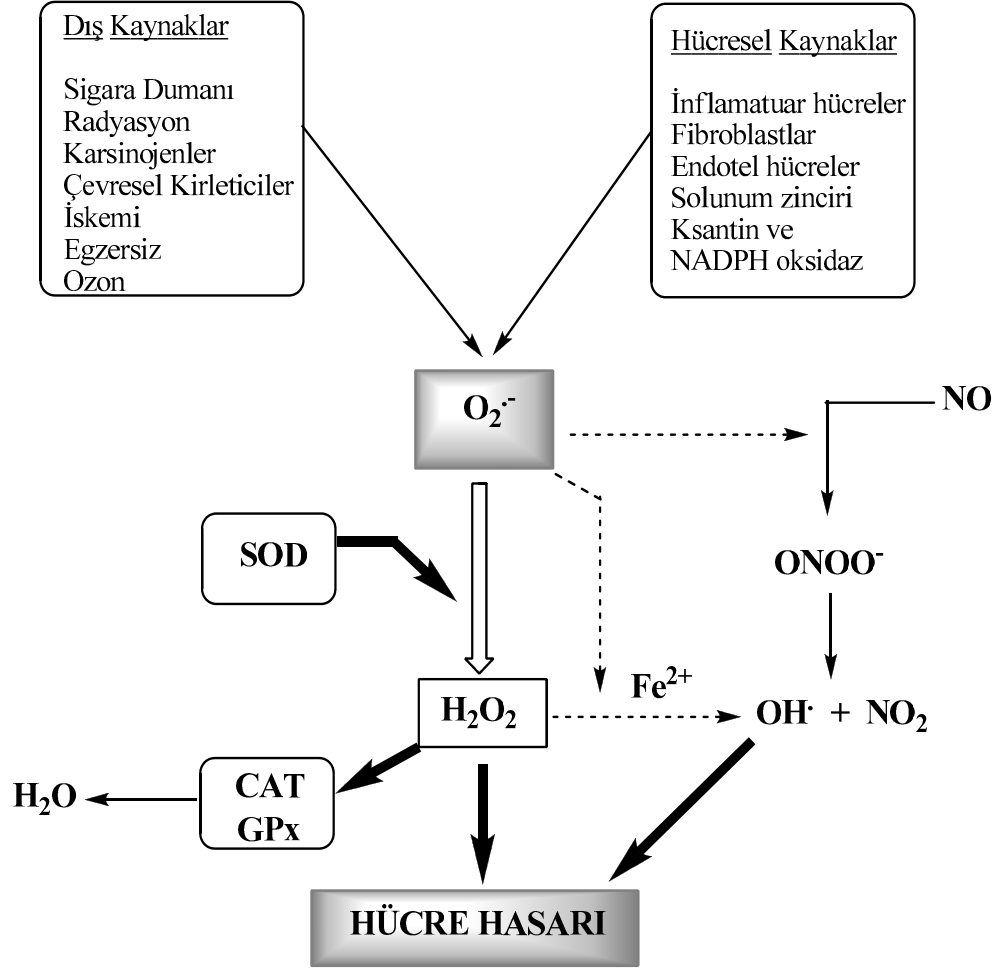 Dış Kaynaklar
Sigara Dumanı
Radyasyon
Karsinojenler
Çevresel Kirleticiler
İskemi
Egzersiz
Ozon
Hücresel Kaynaklar
İnflamatuar hücreler
Fibroblastlar
Endotel hücreler
Solunum zinciri
Ksantin ve
NADPH oksidaz
O₂·⁻
NO
SOD
ONOO⁻
Fe²⁺
H₂O₂
OH· + NO₂
CAT
GPx
H₂O
HÜCRE HASARI